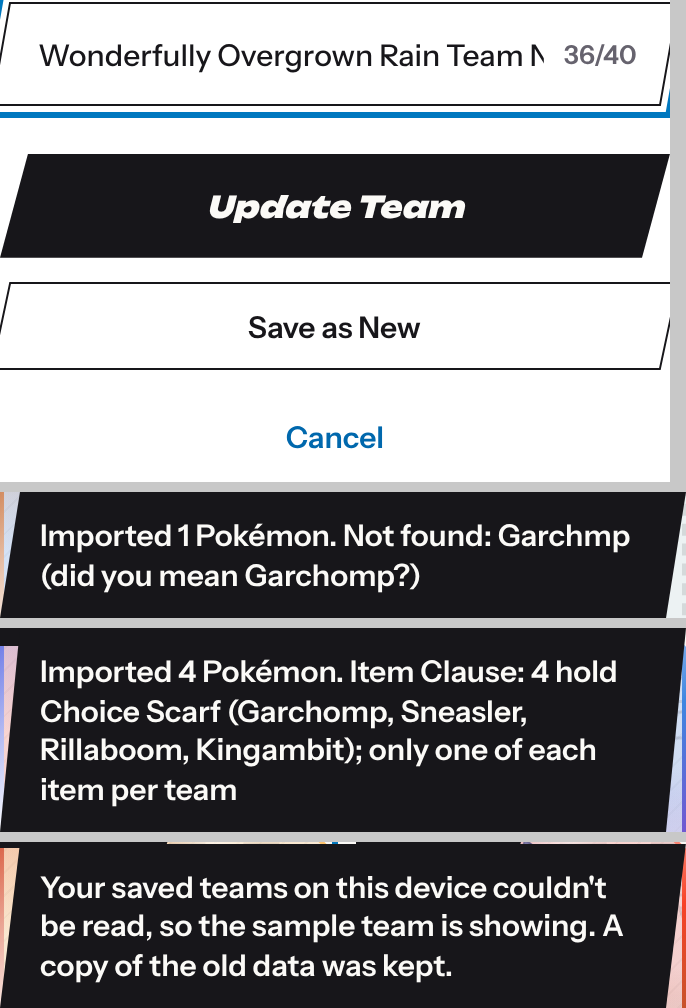 Wonderfully Overgrown Rain Team
36/40
Update Team
Save as New
Cancel
Imported 1 Pokémon. Not found: Garchmp
(did you mean Garchomp?)
Imported 4 Pokémon. Item Clause: 4 hold
Choice Scarf (Garchomp, Sneasler,
Rillaboom, Kingambit); only one of each
item per team
Your saved teams on this device couldn't
be read, so the sample team is showing. A
copy of the old data was kept.